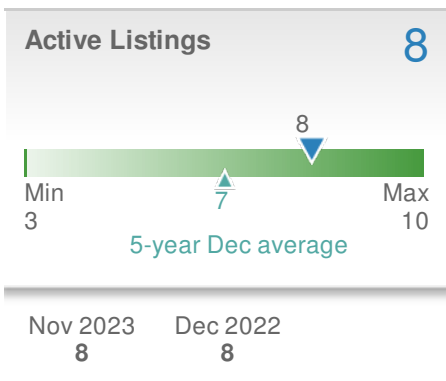 Active Listings 8
8
Min Max
3 7 10
5-year Dec average
Nov 2023 Dec 2022
8 8